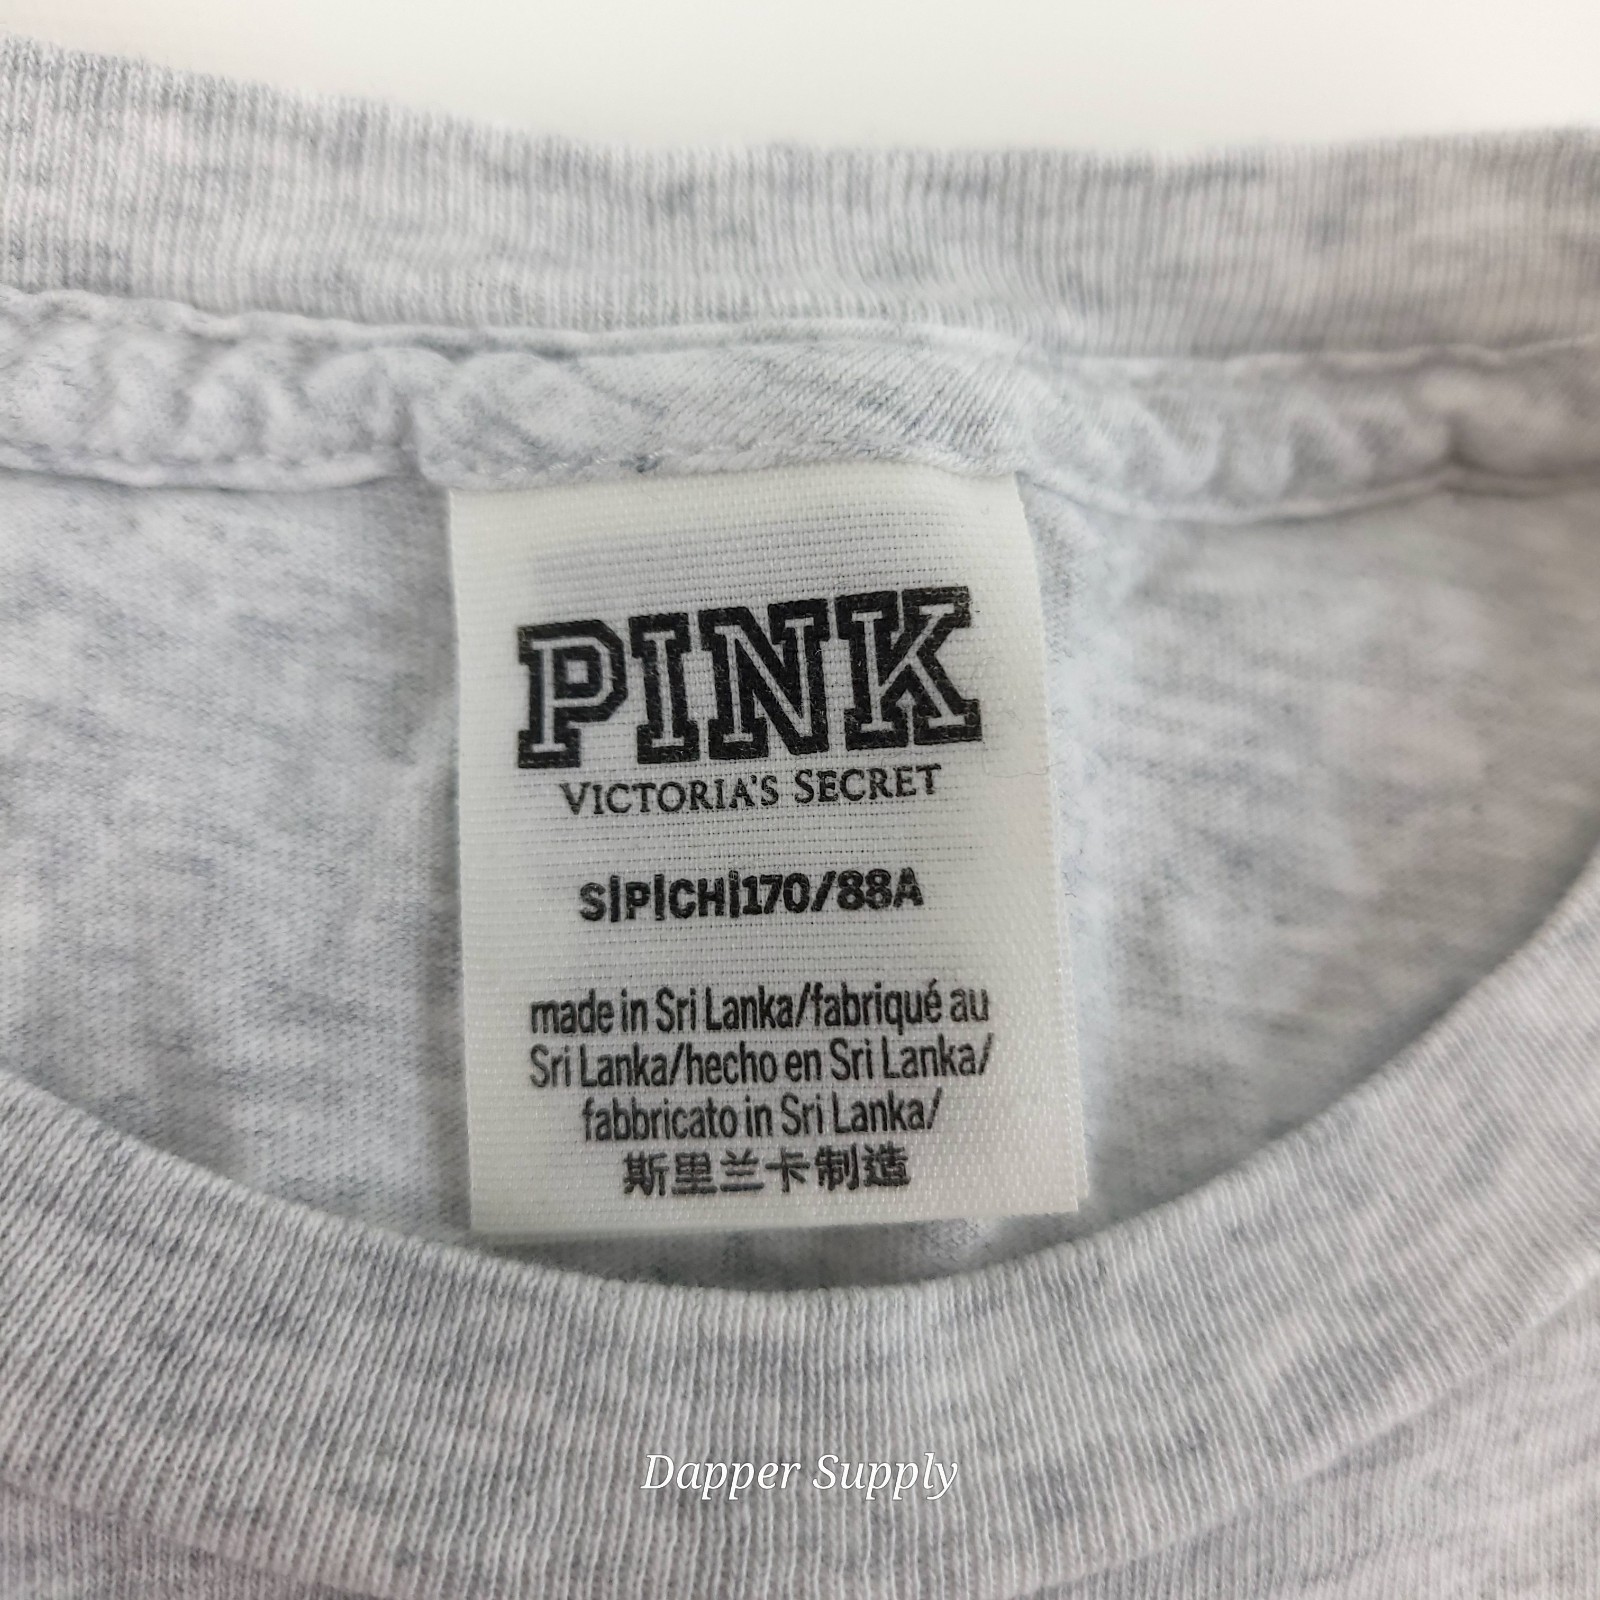 PINK
VICTORIA'S SECRET
S|P|CH|170/88A
made in Sri Lanka/fabriqué au
Sri Lanka/hecho en Sri Lanka/
fabbricato in Sri Lanka/
斯里兰卡制造
Dapper Supply